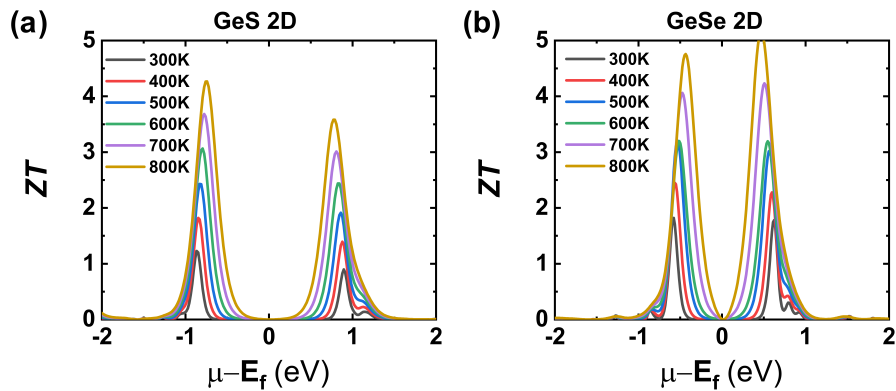 (a)
GeS 2D
5
4
3
2
1
0
ZT
300K
400K
500K
600K
700K
800K
-2
-1
0
1
2
μ−Ef (eV)
(b)
GeSe 2D
5
4
3
2
1
0
ZT
300K
400K
500K
600K
700K
800K
-2
-1
0
1
2
μ−Ef (eV)